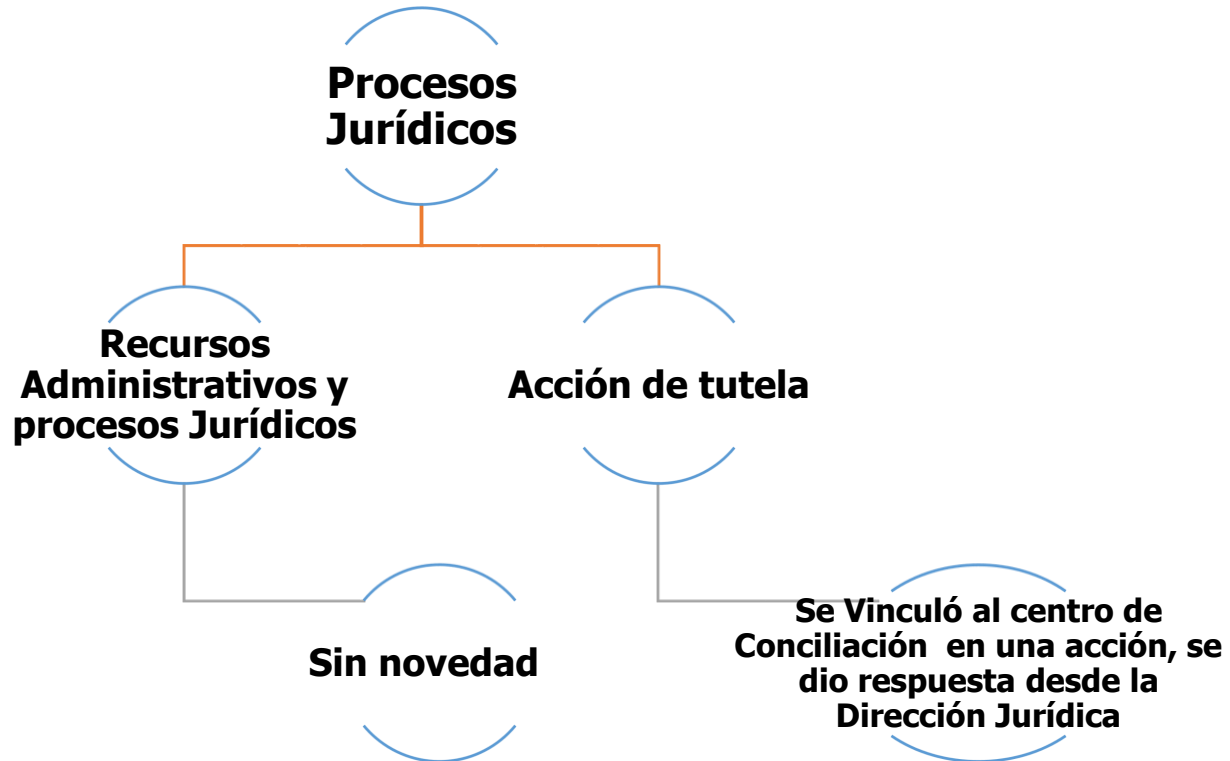 Procesos
Jurídicos
Recursos
Administrativos y
procesos Jurídicos
Acción de tutela
Sin novedad
Se Vinculó al centro de
Conciliación  en una acción, se
dio respuesta desde la
Dirección Jurídica